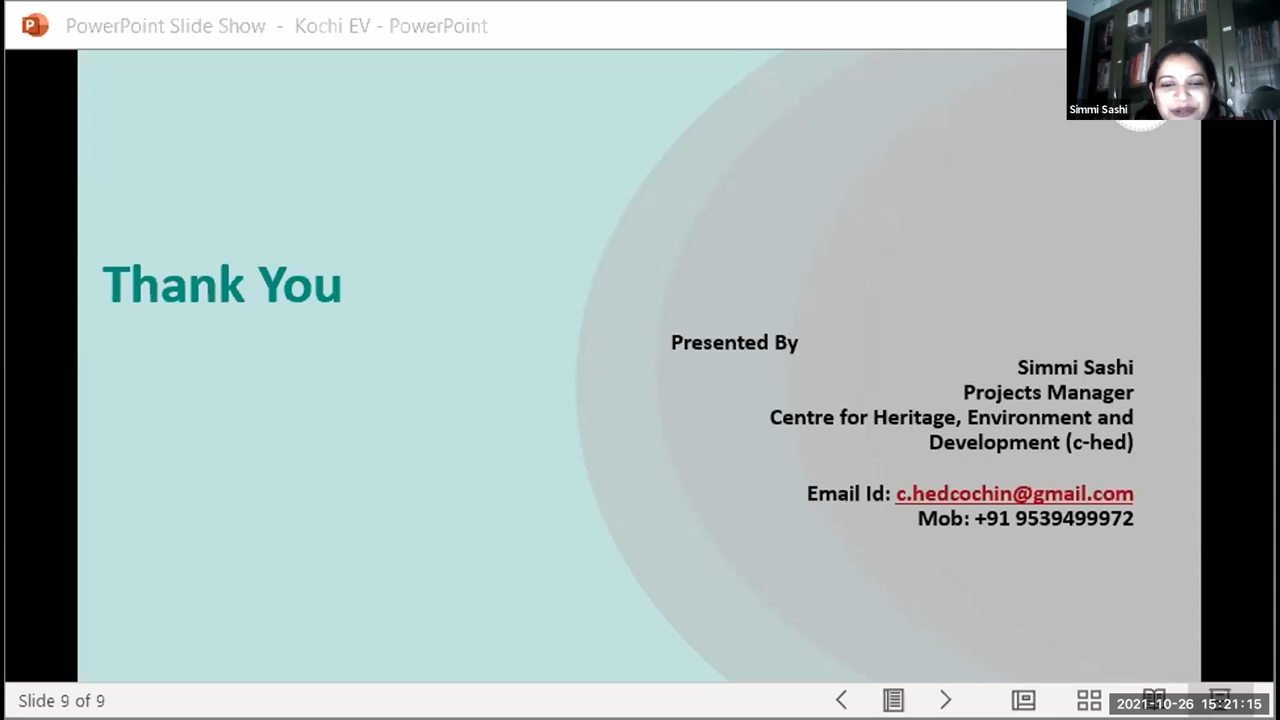 PowerPoint Slide Show - Kochi EV - PowerPoint
Simmi Sashi
Thank You
Presented By
Simmi Sashi
Projects Manager
Centre for Heritage, Environment and
Development (c-hed)
Email Id: c.hedcochin@gmail.com
Mob: +91 9539499972
Slide 9 of 9
2021-10-26 15:21:15